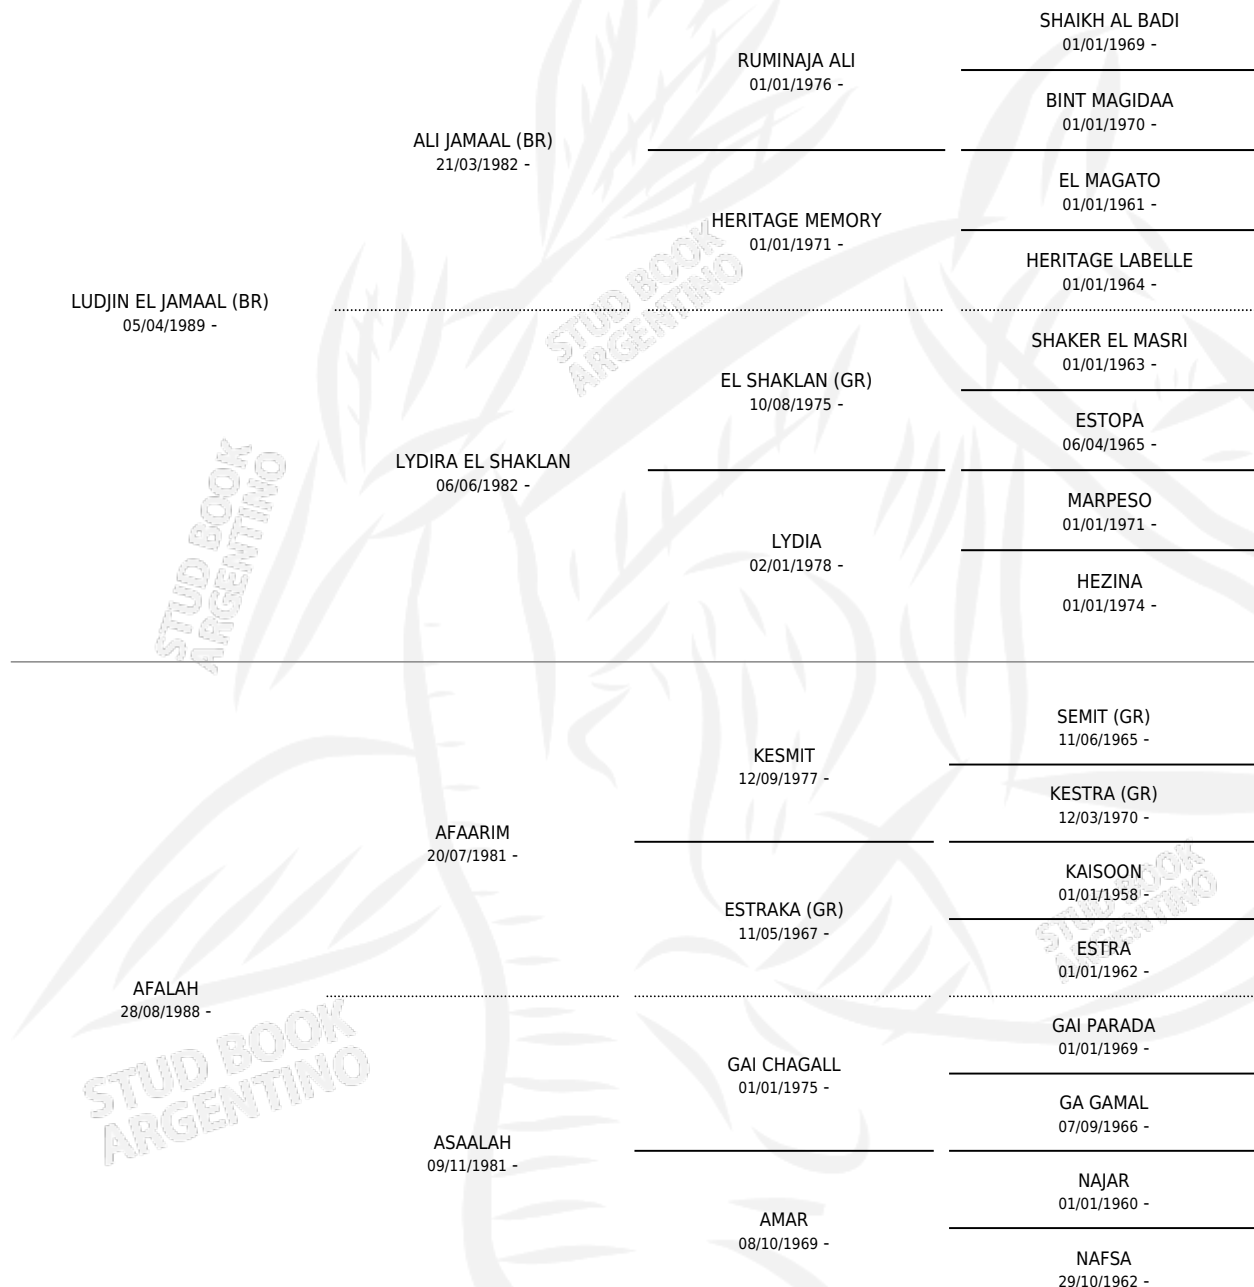 SHAIKH AL BADI
01/01/1969 -
RUMINAJA ALI
01/01/1976 -
BINT MAGIDAA
01/01/1970 -
ALI JAMAAL (BR)
21/03/1982 -
EL MAGATO
01/01/1961 -
HERITAGE MEMORY
01/01/1971 -
HERITAGE LABELLE
01/01/1964 -
LUDJIN EL JAMAAL (BR)
05/04/1989 -
SHAKER EL MASRI
01/01/1963 -
EL SHAKLAN (GR)
10/08/1975 -
ESTOPA
06/04/1965 -
LYDIRA EL SHAKLAN
06/06/1982 -
MARPESO
01/01/1971 -
LYDIA
02/01/1978 -
HEZINA
01/01/1974 -
SEMIT (GR)
11/06/1965 -
KESMIT
12/09/1977 -
KESTRA (GR)
12/03/1970 -
AFAARIM
20/07/1981 -
KAISOON
01/01/1958 -
ESTRAKA (GR)
11/05/1967 -
ESTRA
01/01/1962 -
AFALAH
28/08/1988 -
GAI PARADA
01/01/1969 -
GAI CHAGALL
01/01/1975 -
GA GAMAL
07/09/1966 -
ASAALAH
09/11/1981 -
NAJAR
01/01/1960 -
AMAR
08/10/1969 -
NAFSA
29/10/1962 -
STUD BOOK
ARGENTINO
STUD BOOK
ARGENTINO
STUD BOOK
ARGENTINO
STUD BOOK
ARGENTINO